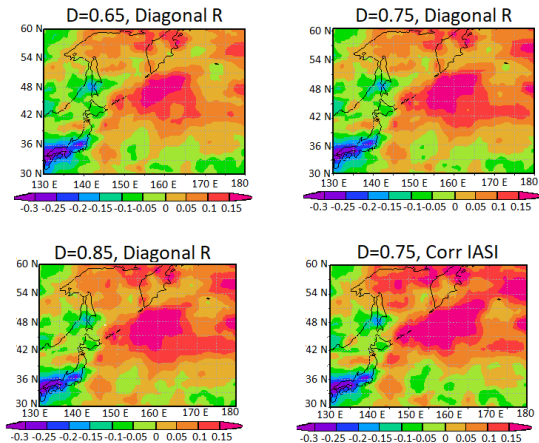 D=0.65, Diagonal R
60 N
54 N
48 N
42 N
36 N
30 N
130 E 140 E 150 E 160 E 170 E 180
-0.3 -0.25 -0.2 -0.15 -0.1 -0.05 0 0.05 0.1 0.15
D=0.75, Diagonal R
60 N
54 N
48 N
42 N
36 N
30 N
130 E 140 E 150 E 160 E 170 E 180
-0.3 -0.25 -0.2 -0.15 -0.1 -0.05 0 0.05 0.1 0.15
D=0.85, Diagonal R
60 N
54 N
48 N
42 N
36 N
30 N
130 E 140 E 150 E 160 E 170 E 180
-0.3 -0.25 -0.2 -0.15 -0.1 -0.05 0 0.05 0.1 0.15
D=0.75, Corr IASI
60 N
54 N
48 N
42 N
36 N
30 N
130 E 140 E 150 E 160 E 170 E 180
-0.3 -0.25 -0.2 -0.15 -0.1 -0.05 0 0.05 0.1 0.15